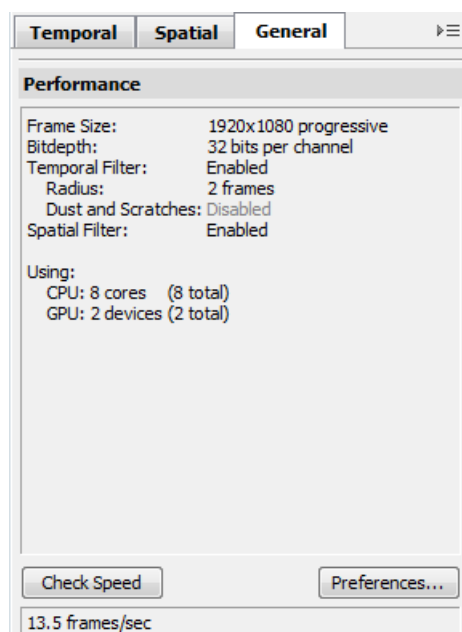 Temporal Spatial General
Performance
Frame Size: 1920x1080 progressive
Bitdepth: 32 bits per channel
Temporal Filter: Enabled
Radius: 2 frames
Dust and Scratches: Disabled
Spatial Filter: Enabled
Using:
CPU: 8 cores (8 total)
GPU: 2 devices (2 total)
Check Speed Preferences...
13.5 frames/sec